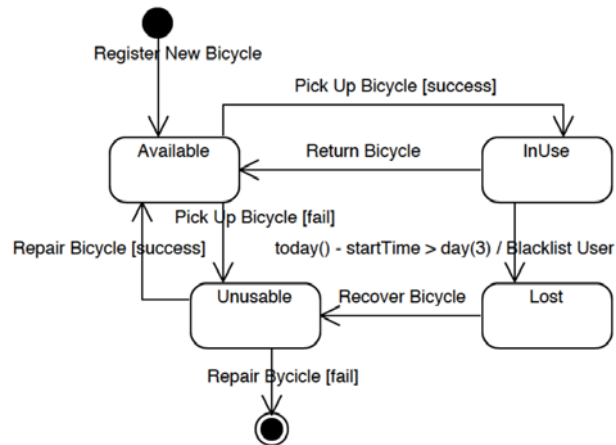 Register New Bicycle
Pick Up Bicycle [success]
Available
Return Bicycle
InUse
Pick Up Bicycle [fail]
Repair Bicycle [success]
today() - startTime > day(3) / Blacklist User
Unusable
Recover Bicycle
Lost
Repair Bycicle [fail]